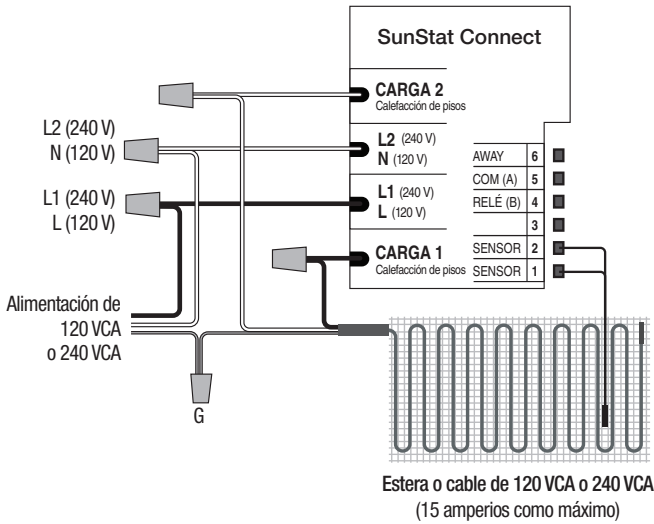 SunStat Connect
CARGA 2
Calefacción de pisos
L2 (240 V)
N (120 V)
L2 (240 V)
N (120 V)
L1 (240 V)
L (120 V)
L1 (240 V)
L (120 V)
CARGA 1
Calefacción de pisos
AWAY 6
COM (A) 5
RELÉ (B) 4
3
SENSOR 2
SENSOR 1
Alimentación de
120 VCA
o 240 VCA
G
Estera o cable de 120 VCA o 240 VCA
(15 amperios como máximo)